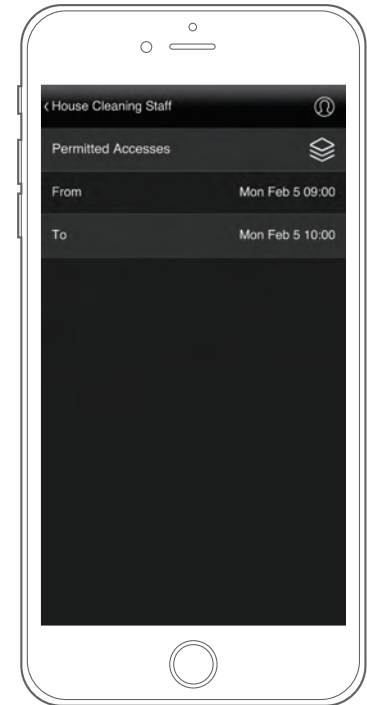 ‹ House Cleaning Staff
Permitted Accesses
From Mon Feb 5 09:00
To Mon Feb 5 10:00